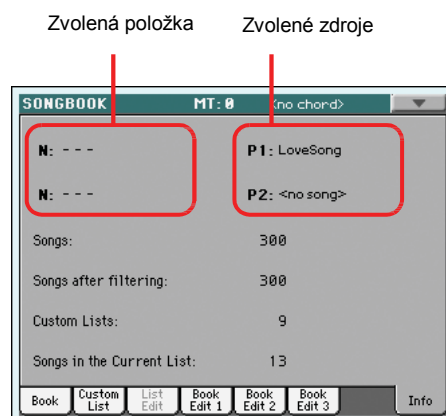 Zvolená položka Zvolené zdroje
SONGBOOK MT: 0 <no chord>
N: - - - P1: LoveSong
N: - - - P2: <no song>
Songs: 300
Songs after filtering: 300
Custom Lists: 9
Songs in the Current List: 13
Book Custom List List Edit Book Edit 1 Book Edit 2 Book Edit 3 Info